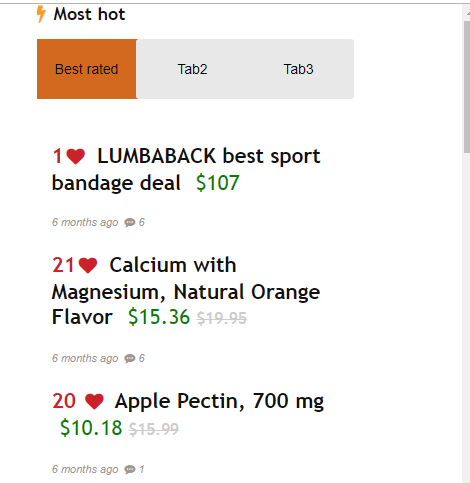 Most hot
Best rated Tab2 Tab3
1 LUMBABACK best sport
bandage deal $107
6 months ago 6
21 Calcium with
Magnesium, Natural Orange
Flavor $15.36 $19.95
6 months ago 6
20 Apple Pectin, 700 mg
$10.18 $15.99
6 months ago 1